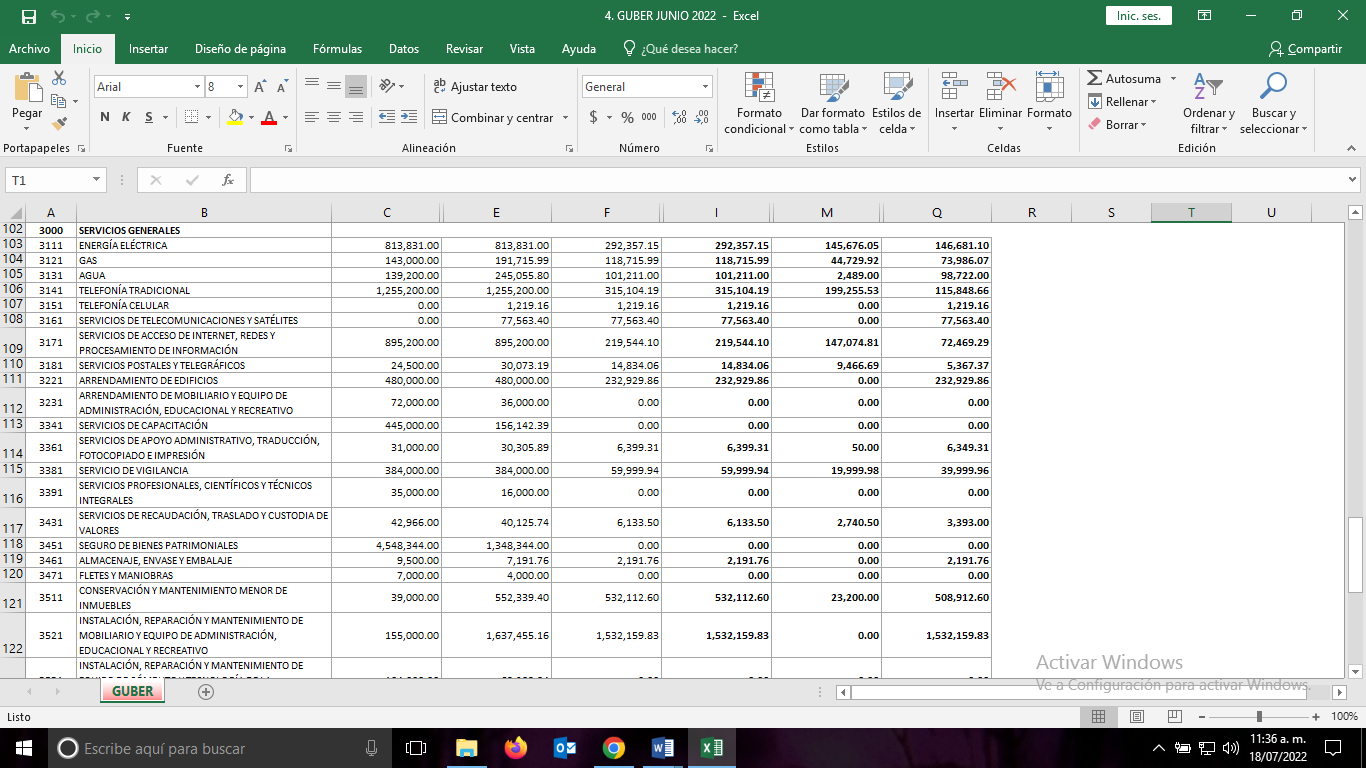 4. GUBER JUNIO 2022 - Excel
Inic. ses.
Archivo Inicio Insertar Diseño de página Fórmulas Datos Revisar Vista Ayuda ¿Qué desea hacer? Compartir
Arial 8 Ajustar texto General Autosuma
Pegar N K S Combinar y centrar $ % 000 Formato condicional Dar formato como tabla Estilos de celda Insertar Eliminar Formato Rellenar Borrar Ordenar y filtrar Buscar y seleccionar
Portapapeles Fuente Alineación Número Estilos Celdas Edición
T1 fx
A B C E F I M Q R S T U
102 3000 SERVICIOS GENERALES
103 3111 ENERGÍA ELÉCTRICA 813,831.00 813,831.00 292,357.15 292,357.15 145,676.05 146,681.10
104 3121 GAS 143,000.00 191,715.99 118,715.99 118,715.99 44,729.92 73,986.07
105 3131 AGUA 139,200.00 245,055.80 101,211.00 101,211.00 2,489.00 98,722.00
106 3141 TELEFONÍA TRADICIONAL 1,255,200.00 1,255,200.00 315,104.19 315,104.19 199,255.53 115,848.66
107 3151 TELEFONÍA CELULAR 0.00 1,219.16 1,219.16 1,219.16 0.00 1,219.16
108 3161 SERVICIOS DE TELECOMUNICACIONES Y SATÉLITES 0.00 77,563.40 77,563.40 77,563.40 0.00 77,563.40
SERVICIOS DE ACCESO DE INTERNET, REDES Y
109 3171 PROCESAMIENTO DE INFORMACIÓN 895,200.00 895,200.00 219,544.10 219,544.10 147,074.81 72,469.29
110 3181 SERVICIOS POSTALES Y TELEGRÁFICOS 24,500.00 30,073.19 14,834.06 14,834.06 9,466.69 5,367.37
111 3221 ARRENDAMIENTO DE EDIFICIOS 480,000.00 480,000.00 232,929.86 232,929.86 0.00 232,929.86
ARRENDAMIENTO DE MOBILIARIO Y EQUIPO DE
112 3231 ADMINISTRACIÓN, EDUCACIONAL Y RECREATIVO 72,000.00 36,000.00 0.00 0.00 0.00 0.00
113 3341 SERVICIOS DE CAPACITACIÓN 445,000.00 156,142.39 0.00 0.00 0.00 0.00
SERVICIOS DE APOYO ADMINISTRATIVO, TRADUCCIÓN,
114 3361 FOTOCOPIADO E IMPRESIÓN 31,000.00 30,305.89 6,399.31 6,399.31 50.00 6,349.31
115 3381 SERVICIO DE VIGILANCIA 384,000.00 384,000.00 59,999.94 59,999.94 19,999.98 39,999.96
SERVICIOS PROFESIONALES, CIENTÍFICOS Y TÉCNICOS
116 3391 INTEGRALES 35,000.00 16,000.00 0.00 0.00 0.00 0.00
SERVICIOS DE RECAUDACIÓN, TRASLADO Y CUSTODIA DE
117 3431 VALORES 42,966.00 40,125.74 6,133.50 6,133.50 2,740.50 3,393.00
118 3451 SEGURO DE BIENES PATRIMONIALES 4,548,344.00 1,348,344.00 0.00 0.00 0.00 0.00
119 3461 ALMACENAJE, ENVASE Y EMBALAJE 9,500.00 7,191.76 2,191.76 2,191.76 0.00 2,191.76
120 3471 FLETES Y MANIOBRAS 7,000.00 4,000.00 0.00 0.00 0.00 0.00
CONSERVACIÓN Y MANTENIMIENTO MENOR DE
121 3511 INMUEBLES 39,000.00 552,339.40 532,112.60 532,112.60 23,200.00 508,912.60
INSTALACIÓN, REPARACIÓN Y MANTENIMIENTO DE
3521 MOBILIARIO Y EQUIPO DE ADMINISTRACIÓN, 155,000.00 1,637,455.16 1,532,159.83 1,532,159.83 0.00 1,532,159.83
122 EDUCACIONAL Y RECREATIVO
INSTALACIÓN, REPARACIÓN Y MANTENIMIENTO DE
Activar Windows
Ve a Configuración para activar Windows.
GUBER
Listo 100%
Escribe aquí para buscar
11:36 a. m.
18/07/2022